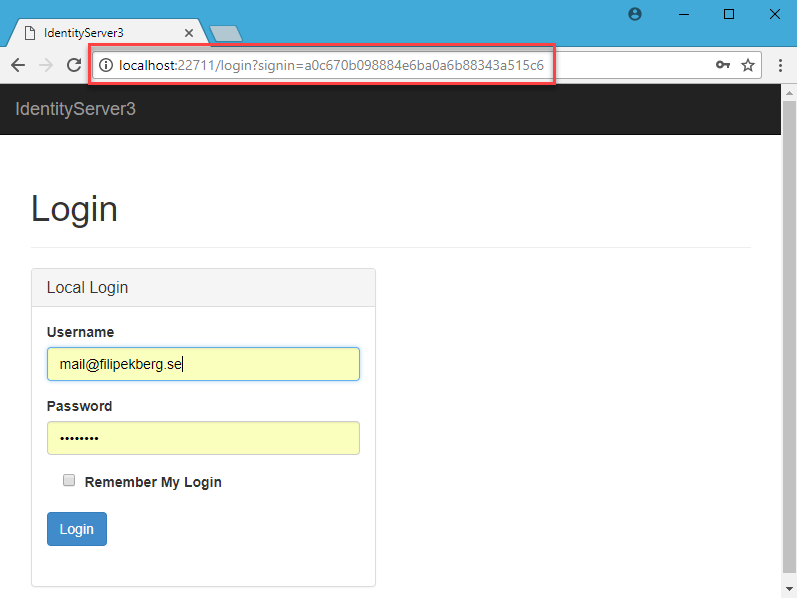 IdentityServer3
localhost:22711/login?signin=a0c670b098884e6ba0a6b88343a515c6
IdentityServer3
Login
Local Login
Username
mail@filipekberg.se
Password
••••••••
Remember My Login
Login